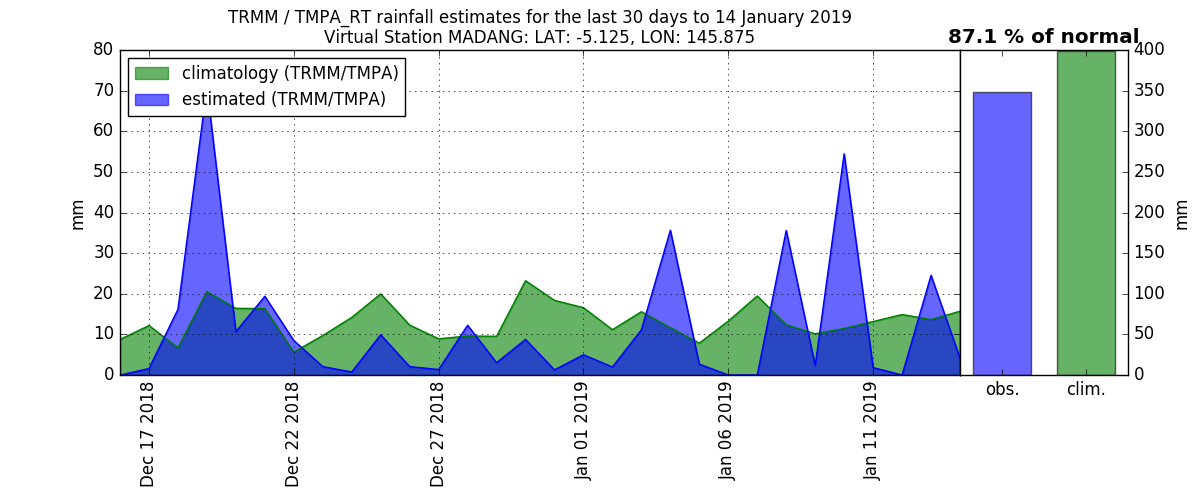 TRMM / TMPA_RT rainfall estimates for the last 30 days to 14 January 2019
Virtual Station MADANG: LAT: -5.125, LON: 145.875
87.1 % of normal
climatology (TRMM/TMPA)
estimated (TRMM/TMPA)
mm
80
70
60
50
40
30
20
10
0
Dec 17 2018
Dec 22 2018
Dec 27 2018
Jan 01 2019
Jan 06 2019
Jan 11 2019
obs.
clim.
400
350
300
250
200
150
100
50
0
mm